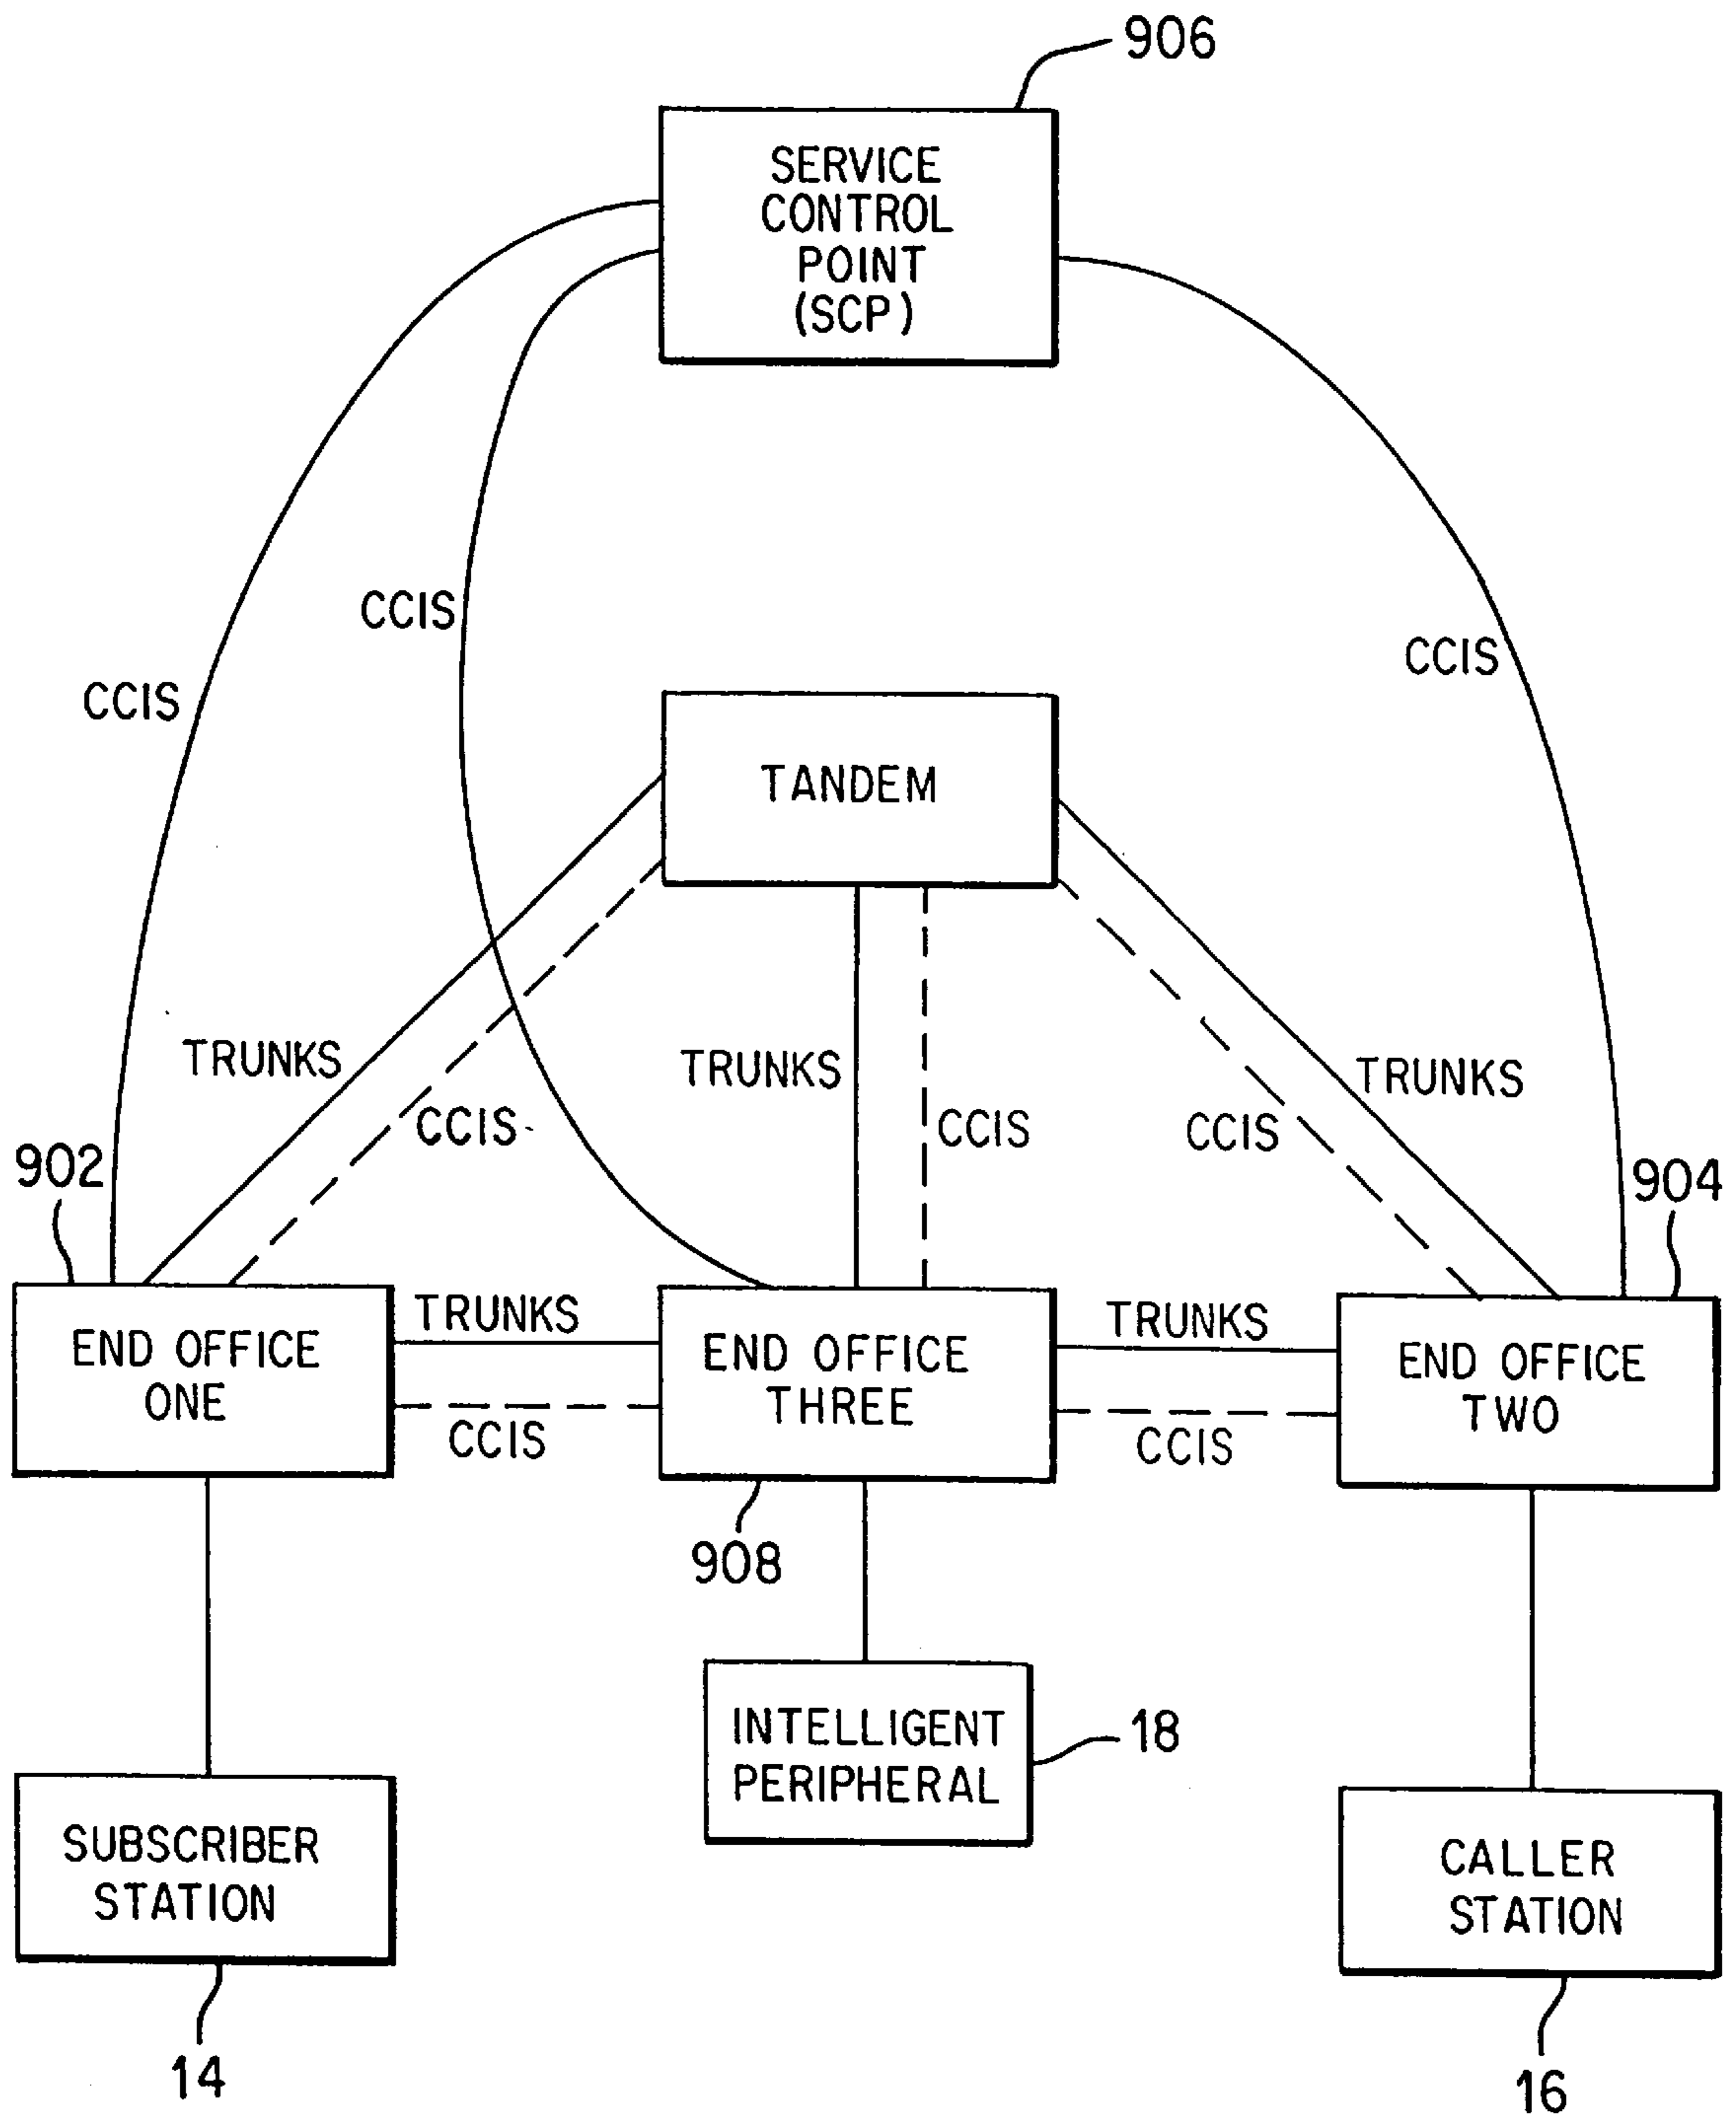 906
SERVICE
CONTROL
POINT
(SCP)
CCIS
CCIS
CCIS
TANDEM
TRUNKS
CCIS
TRUNKS
CCIS
CCIS
TRUNKS
902
904
END OFFICE
ONE
TRUNKS
CCIS
END OFFICE
THREE
TRUNKS
CCIS
END OFFICE
TWO
908
INTELLIGENT
PERIPHERAL
18
SUBSCRIBER
STATION
CALLER
STATION
14
16